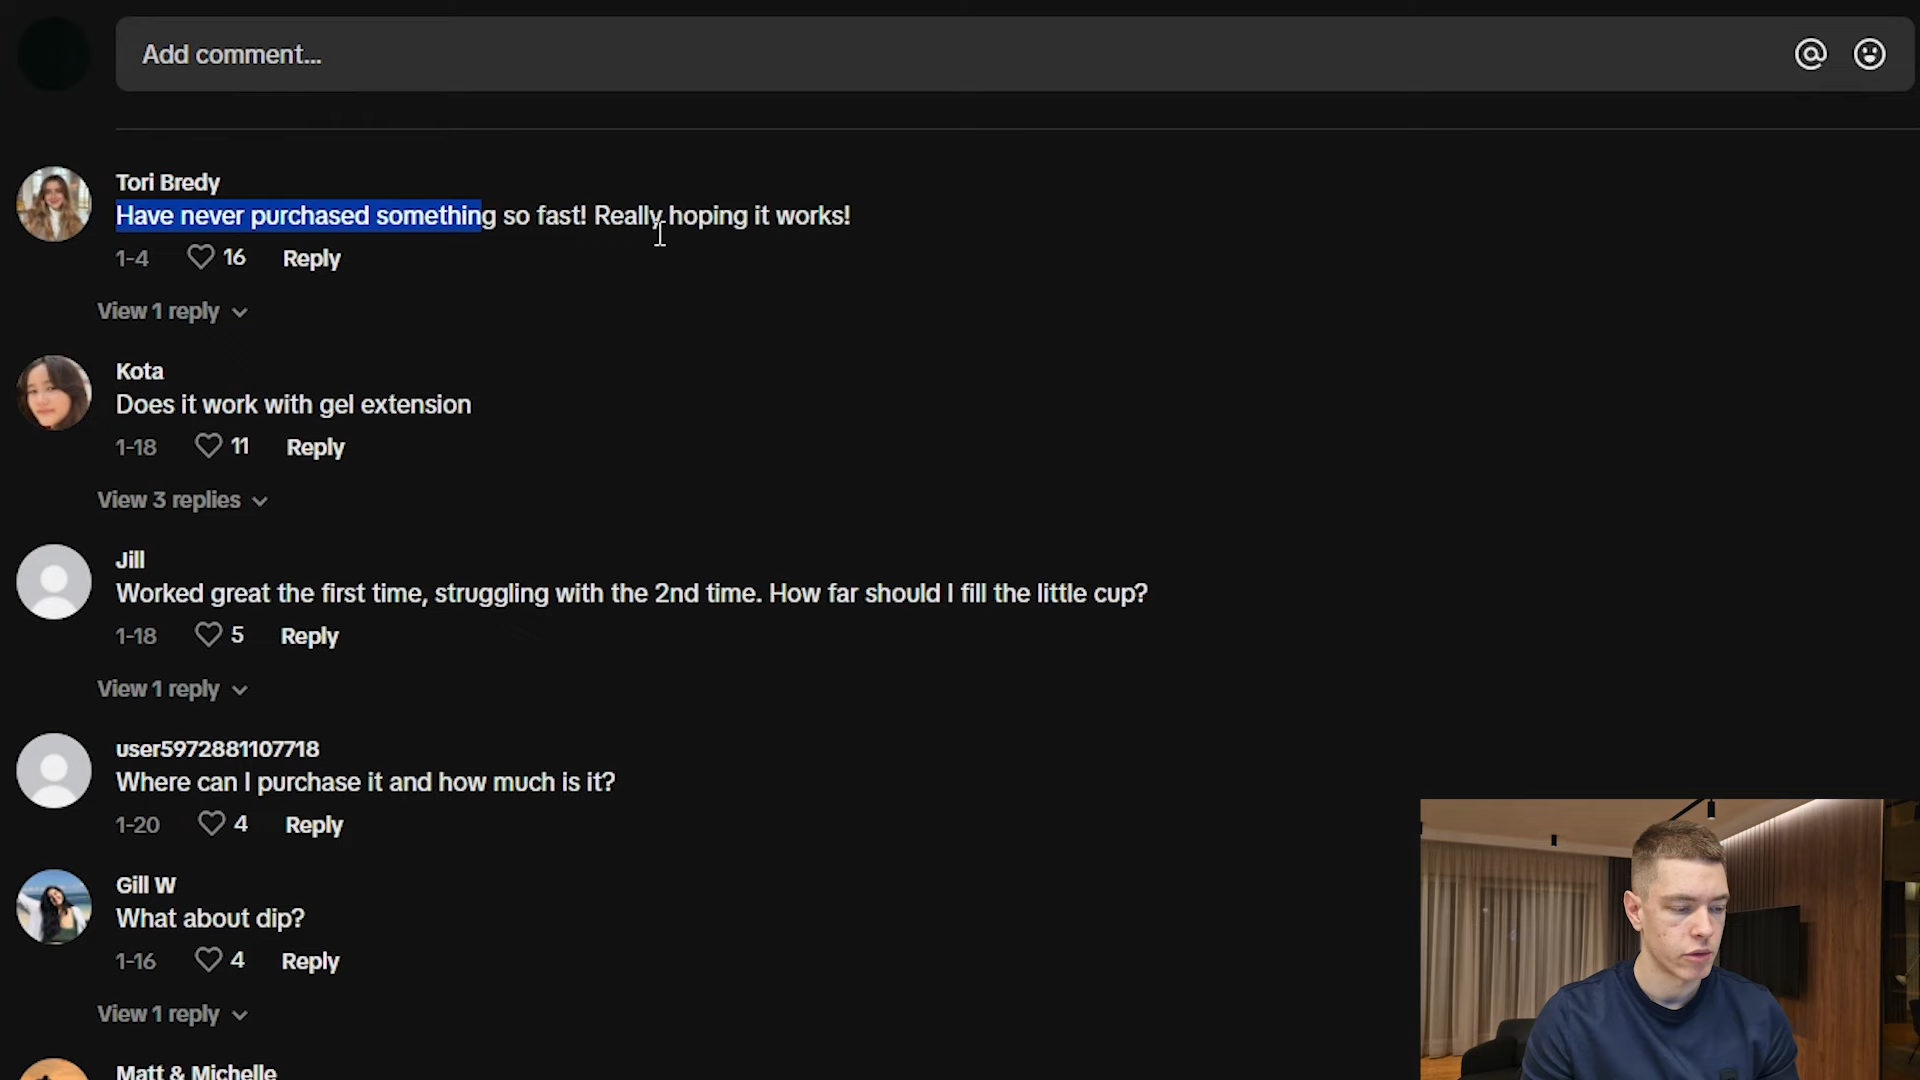 Add comment...
Tori Bredy
Have never purchased something so fast! Really hoping it works!
1-4 16 Reply
View 1 reply
Kota
Does it work with gel extension
1-18 11 Reply
View 3 replies
Jill
Worked great the first time, struggling with the 2nd time. How far should I fill the little cup?
1-18 5 Reply
View 1 reply
user5972881107718
Where can I purchase it and how much is it?
1-20 4 Reply
Gill W
What about dip?
1-16 4 Reply
View 1 reply
Matt & Michelle